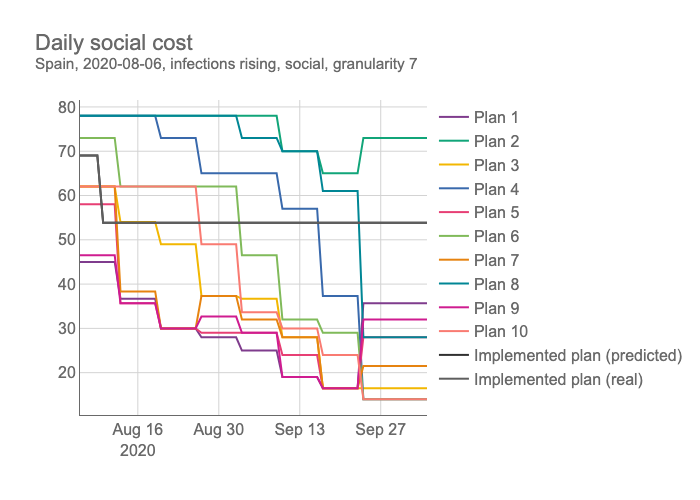 Daily social cost
Spain, 2020-08-06, infections rising, social, granularity 7
80
70
60
50
40
30
20
Aug 16
2020
Aug 30
Sep 13
Sep 27
Plan 1
Plan 2
Plan 3
Plan 4
Plan 5
Plan 6
Plan 7
Plan 8
Plan 9
Plan 10
Implemented plan (predicted)
Implemented plan (real)